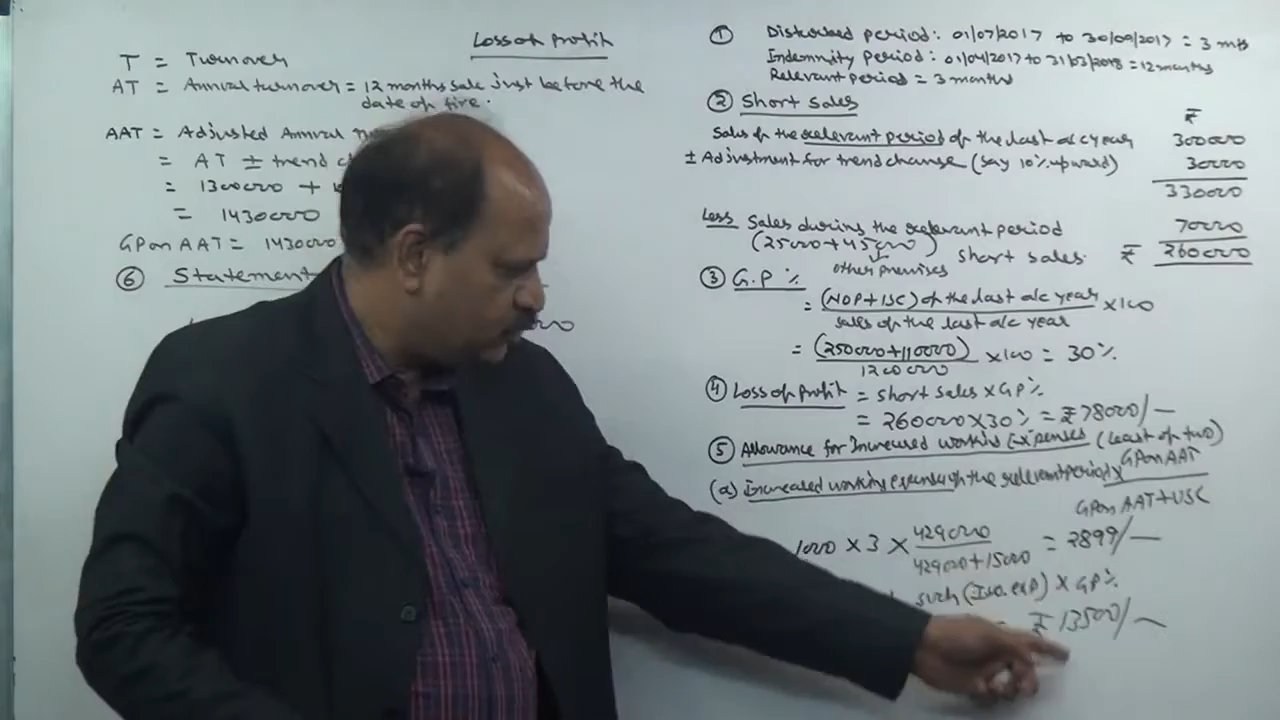 Loss of Profit
T = Turnover
AT = Annual turnover = 12 months sale just before the
date of fire.
AAT = Adjusted Annual
= AT ± trend
= 1300000 +
= 1430000
GP on AAT = 1430000
⑥ Statement
① Disturbed period: 01/07/2017 to 30/09/2017 = 3 mts
Indemnity period: 01/04/2017 to 31/03/2018 = 12 months
Relevant period = 3 months
② Short Sales ₹
Sales of the relevant period of the last a/c year 300000
± Adjustment for trend change (Say 10% upward) 30000
330000
Less Sales during the relevant period 70000
(25000+45000) Short sales. ₹ 260000
other premises
③ G.P %
= (NOP+ISC) of the last a/c year ×100
sales of the last a/c year
= (250000+110000) ×100 = 30%
1200000
④ Loss of Profit = Short Sales × GP%
= 260000×30% = ₹78000/-
⑤ Allowance for Increased Working Expenses (Least of two)
(a) Increased working expenses of the relevant period × GP on AAT
GP on AAT+USC
1000 × 3 × 429000 = 2899/-
429000+15000
such (Inc. exp) × GP%
= ₹13500/-